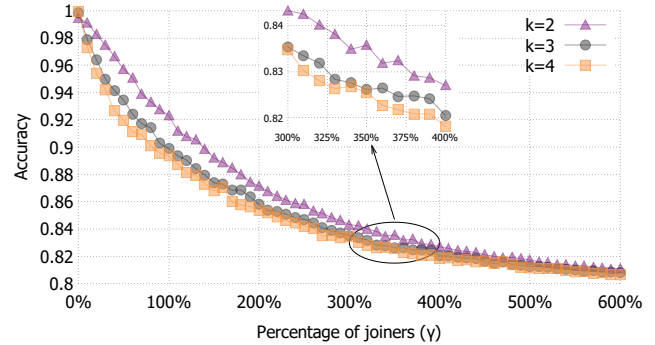 1
0.98
0.96
0.94
0.92
0.9
0.88
0.86
0.84
0.82
0.8
Accuracy
0% 100% 200% 300% 400% 500% 600%
Percentage of joiners (γ)
k=2
k=3
k=4
0.84
0.83
0.82
300% 325% 350% 375% 400%